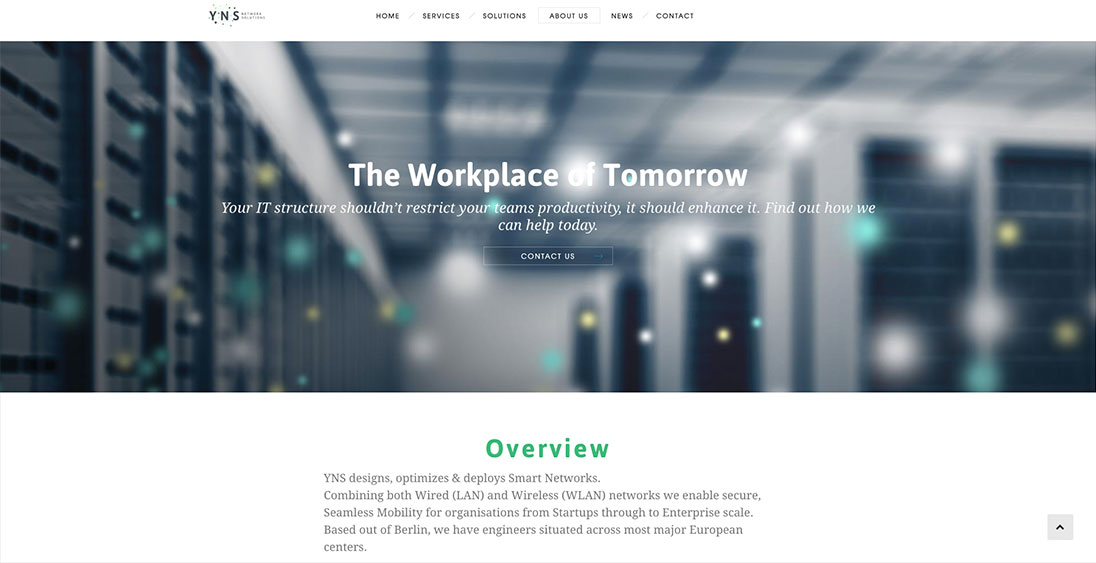 YNS NETWORK SOLUTIONS
HOME SERVICES SOLUTIONS ABOUT US NEWS CONTACT
The Workplace of Tomorrow
Your IT structure shouldn't restrict your teams productivity, it should enhance it. Find out how we
can help today.
CONTACT US
Overview
YNS designs, optimizes & deploys Smart Networks.
Combining both Wired (LAN) and Wireless (WLAN) networks we enable secure,
Seamless Mobility for organisations from Startups through to Enterprise scale.
Based out of Berlin, we have engineers situated across most major European
centers.